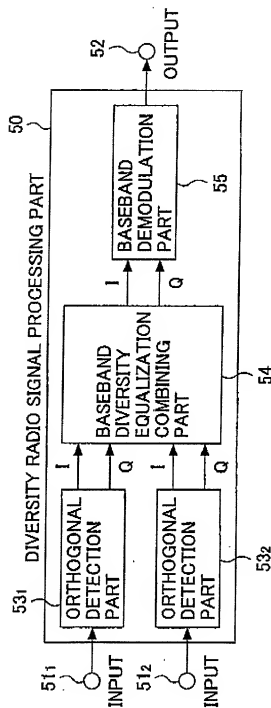 DIVERSITY RADIO SIGNAL PROCESSING PART
50
51₁
INPUT
53₁
ORTHOGONAL
DETECTION
PART
I
Q
51₂
INPUT
ORTHOGONAL
DETECTION
PART
53₂
I
Q
BASEBAND
DIVERSITY
EQUALIZATION
COMBINING
PART
54
I
Q
BASEBAND
DEMODULATION
PART
55
52
OUTPUT